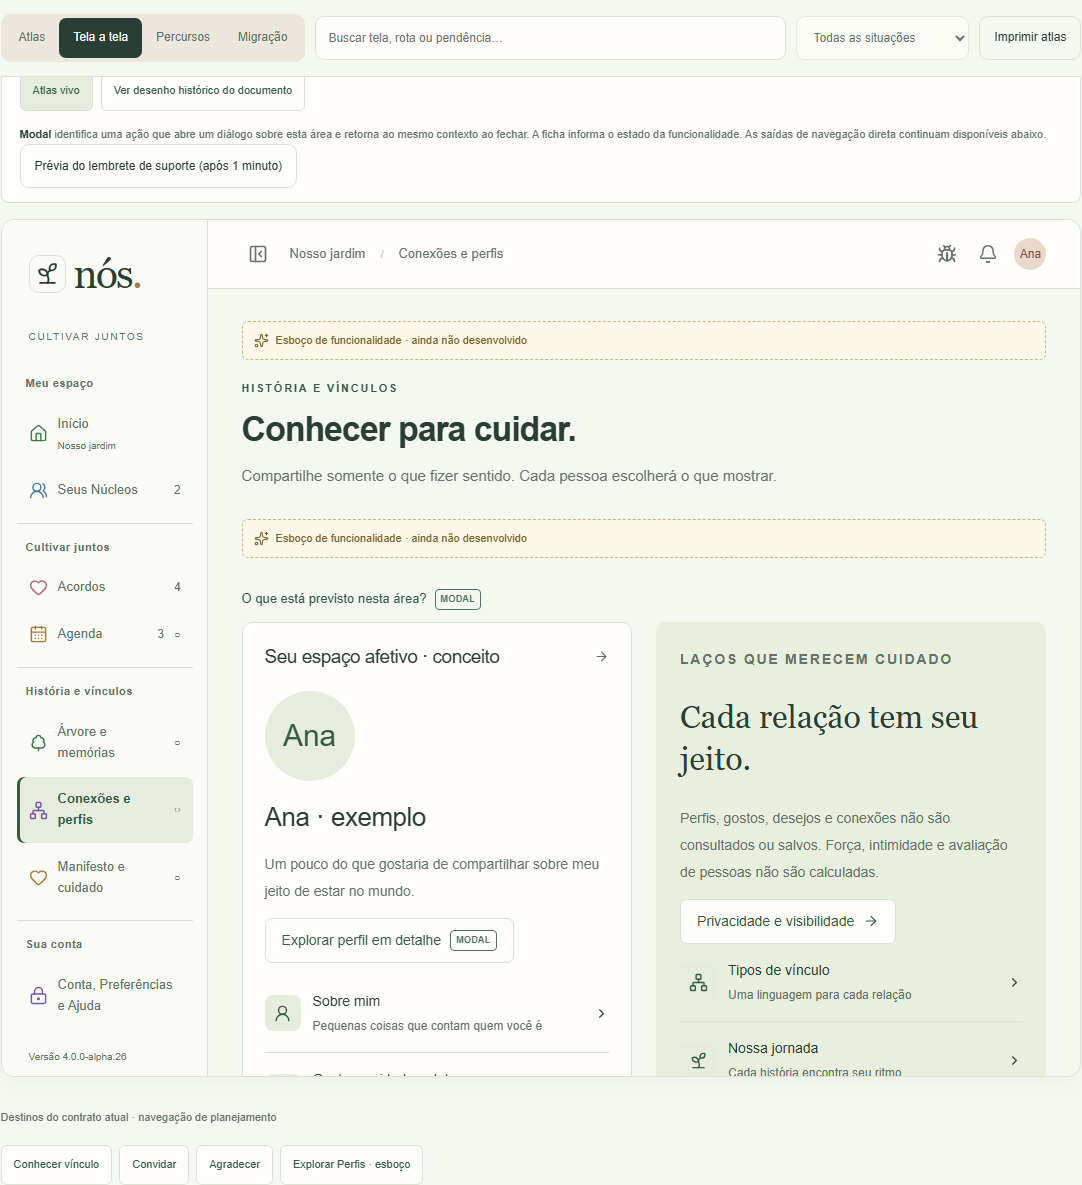 Atlas
Tela a tela
Percursos
Migração
Buscar tela, rota ou pendência...
Todas as situações
Imprimir atlas
Atlas vivo
Ver desenho histórico do documento
Modal identifica uma ação que abre um diálogo sobre esta área e retorna ao mesmo contexto ao fechar. A ficha informa o estado da funcionalidade. As saídas de navegação direta continuam disponíveis abaixo.
Prévia do lembrete de suporte (após 1 minuto)
nós.
CULTIVAR JUNTOS
Meu espaço
Início
Nosso jardim
Seus Núcleos 2
Cultivar juntos
Acordos 4
Agenda 3
História e vínculos
Árvore e
memórias
Conexões e
perfis
Manifesto e
cuidado
Sua conta
Conta, Preferências
e Ajuda
Versão 4.0.0-alpha.26
Nosso jardim / Conexões e perfis
Ana
Esboço de funcionalidade · ainda não desenvolvido
HISTÓRIA E VÍNCULOS
Conhecer para cuidar.
Compartilhe somente o que fizer sentido. Cada pessoa escolherá o que mostrar.
Esboço de funcionalidade · ainda não desenvolvido
O que está previsto nesta área? MODAL
Seu espaço afetivo · conceito
Ana
Ana · exemplo
Um pouco do que gostaria de compartilhar sobre meu
jeito de estar no mundo.
Explorar perfil em detalhe MODAL
Sobre mim
Pequenas coisas que contam quem você é
LAÇOS QUE MERECEM CUIDADO
Cada relação tem seu
jeito.
Perfis, gostos, desejos e conexões não são
consultados ou salvos. Força, intimidade e avaliação
de pessoas não são calculadas.
Privacidade e visibilidade
Tipos de vínculo
Uma linguagem para cada relação
Nossa jornada
Cada história encontra seu ritmo
Destinos do contrato atual · navegação de planejamento
Conhecer vínculo
Convidar
Agradecer
Explorar Perfis · esboço